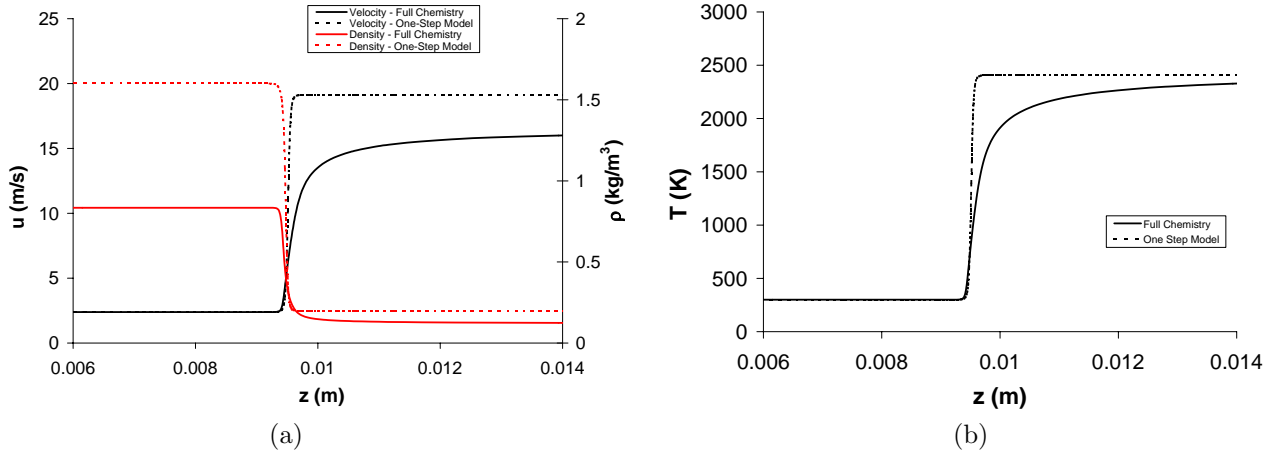 Velocity - Full Chemistry
Velocity - One-Step Model
Density - Full Chemistry
Density - One-Step Model
25
20
15
10
5
0
u (m/s)
2
1.5
1
0.5
0
ρ (kg/m³)
0.006 0.008 0.01 0.012 0.014
z (m)
(a)
3000
2500
2000
1500
1000
500
0
T (K)
Full Chemistry
One Step Model
0.006 0.008 0.01 0.012 0.014
z (m)
(b)